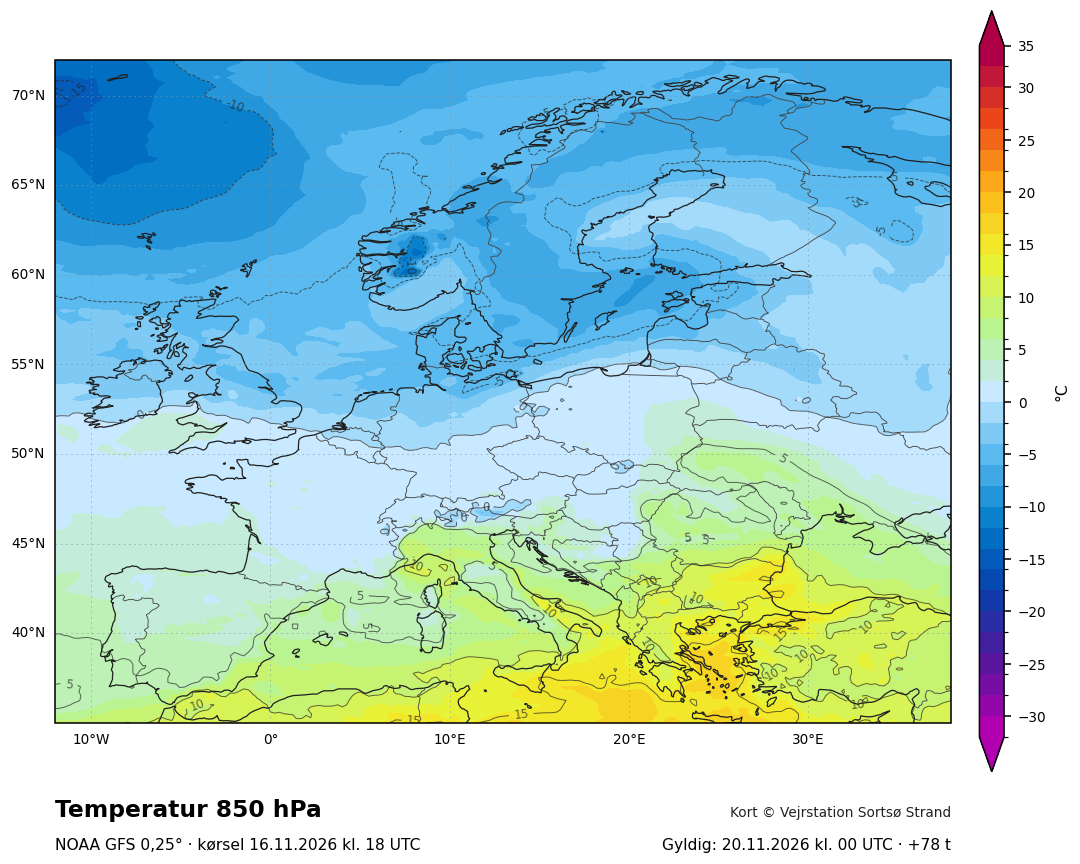 70°N
65°N
60°N
55°N
50°N
45°N
40°N
10°W
0°
10°E
20°E
30°E
35
30
25
20
15
10
5
0
−5
−10
−15
−20
−25
−30
°C
Temperatur 850 hPa
Kort © Vejrstation Sortsø Strand
NOAA GFS 0,25° · kørsel 16.11.2026 kl. 18 UTC
Gyldig: 20.11.2026 kl. 00 UTC · +78 t